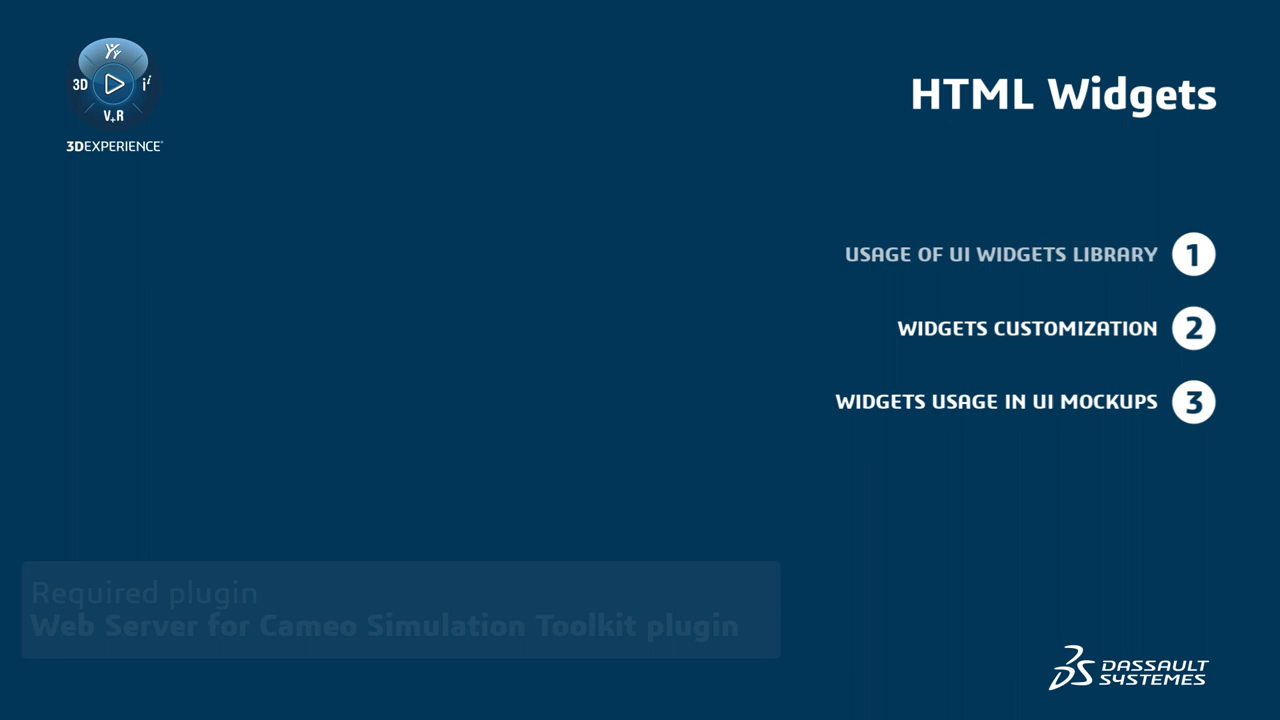 3D
V+R
3DEXPERIENCE
HTML Widgets
USAGE OF UI WIDGETS LIBRARY 1
WIDGETS CUSTOMIZATION 2
WIDGETS USAGE IN UI MOCKUPS 3
Required plugin
Web Server for Cameo Simulation Toolkit plugin
DASSAULT
SYSTEMES